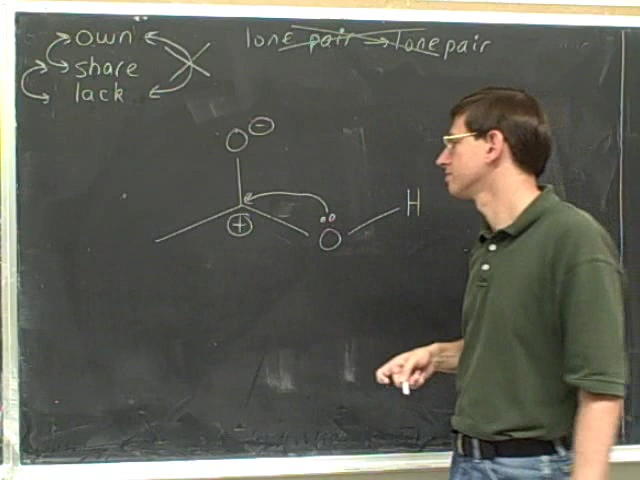 own
share
lack
lone pair → lone pair
O ⊖
⊕
O
H